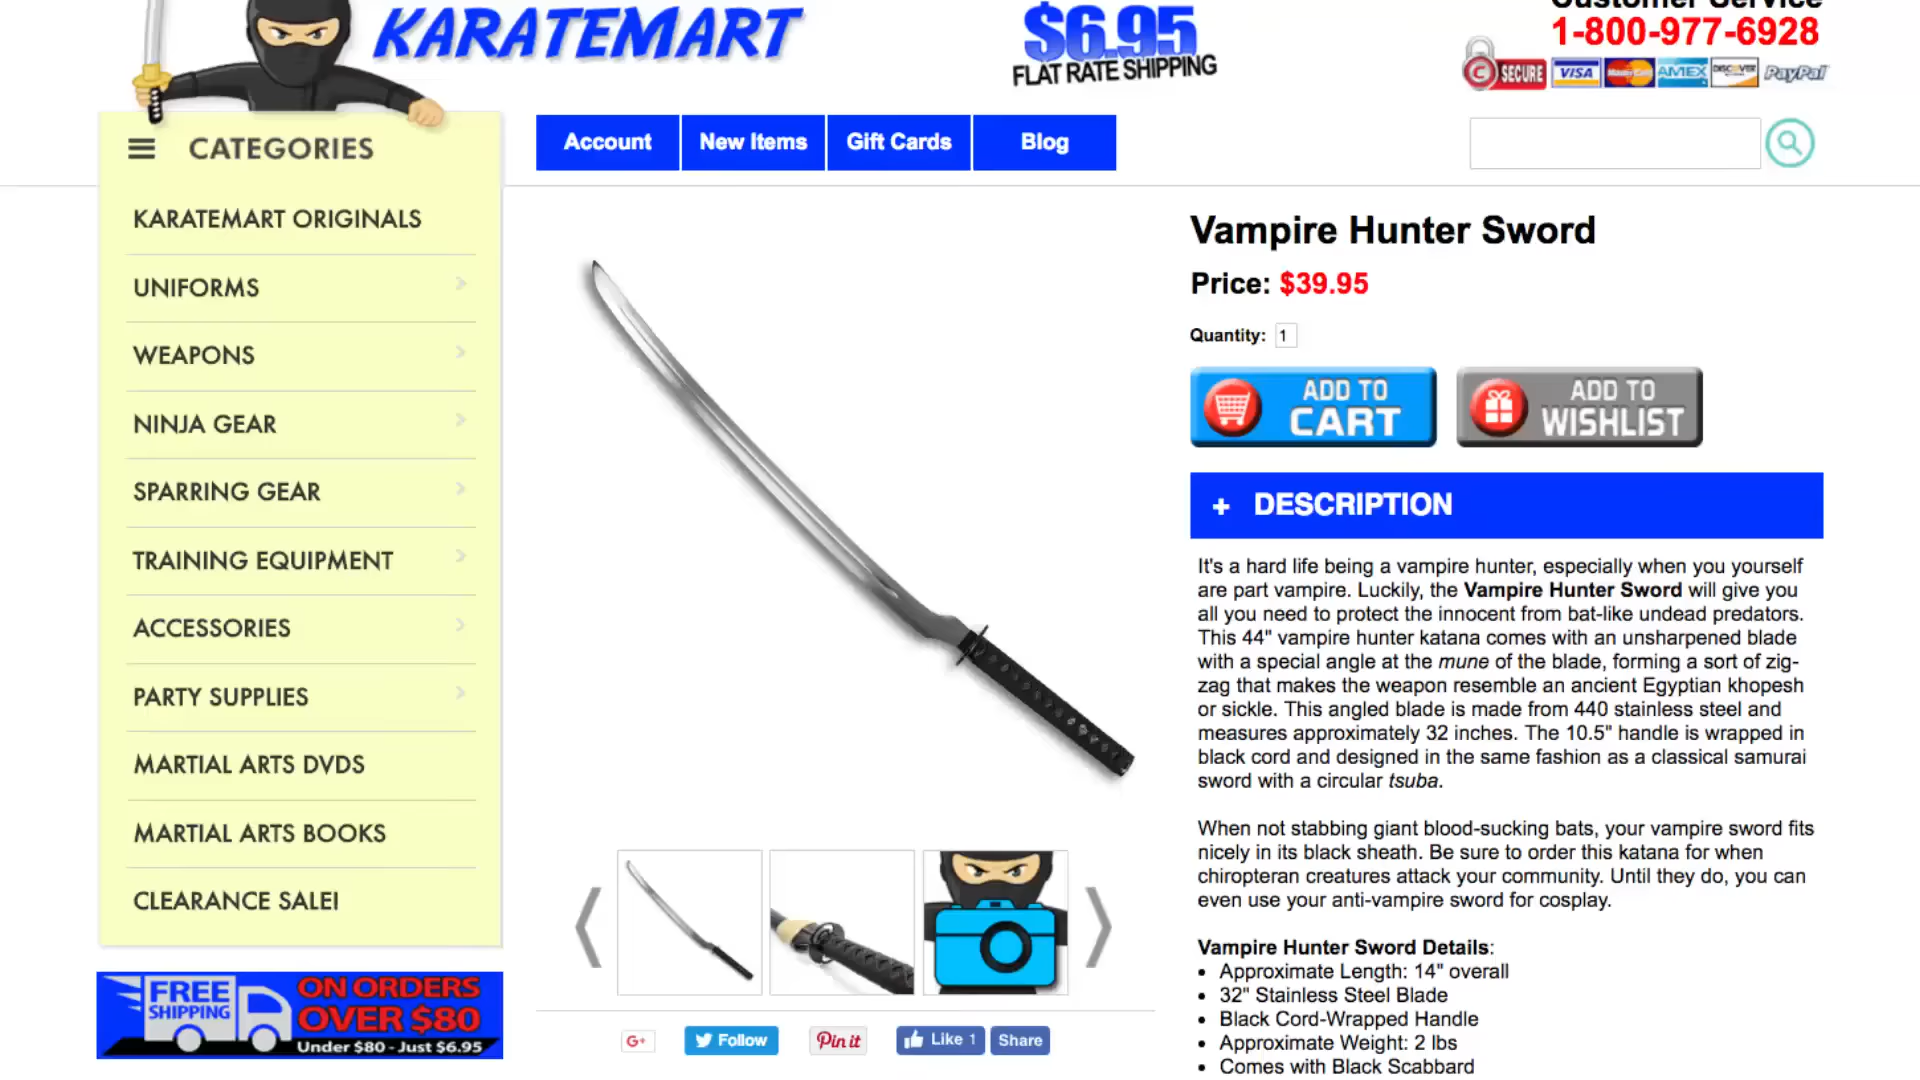 KARATEMART
$6.95
FLAT RATE SHIPPING
Customer Service
1-800-977-6928
SECURE VISA MasterCard AMEX DISCOVER PayPal
CATEGORIES
Account New Items Gift Cards Blog
KARATEMART ORIGINALS
UNIFORMS
WEAPONS
NINJA GEAR
SPARRING GEAR
TRAINING EQUIPMENT
ACCESSORIES
PARTY SUPPLIES
MARTIAL ARTS DVDS
MARTIAL ARTS BOOKS
CLEARANCE SALE!
FREE SHIPPING
ON ORDERS
OVER $80
Under $80 - Just $6.95
G+ Follow Pin it Like 1 Share
Vampire Hunter Sword
Price: $39.95
Quantity: 1
ADD TO CART
ADD TO WISHLIST
+ DESCRIPTION
It's a hard life being a vampire hunter, especially when you yourself
are part vampire. Luckily, the Vampire Hunter Sword will give you
all you need to protect the innocent from bat-like undead predators.
This 44" vampire hunter katana comes with an unsharpened blade
with a special angle at the mune of the blade, forming a sort of zig-
zag that makes the weapon resemble an ancient Egyptian khopesh
or sickle. This angled blade is made from 440 stainless steel and
measures approximately 32 inches. The 10.5" handle is wrapped in
black cord and designed in the same fashion as a classical samurai
sword with a circular tsuba.
When not stabbing giant blood-sucking bats, your vampire sword fits
nicely in its black sheath. Be sure to order this katana for when
chiropteran creatures attack your community. Until they do, you can
even use your anti-vampire sword for cosplay.
Vampire Hunter Sword Details:
• Approximate Length: 14" overall
• 32" Stainless Steel Blade
• Black Cord-Wrapped Handle
• Approximate Weight: 2 lbs
• Comes with Black Scabbard